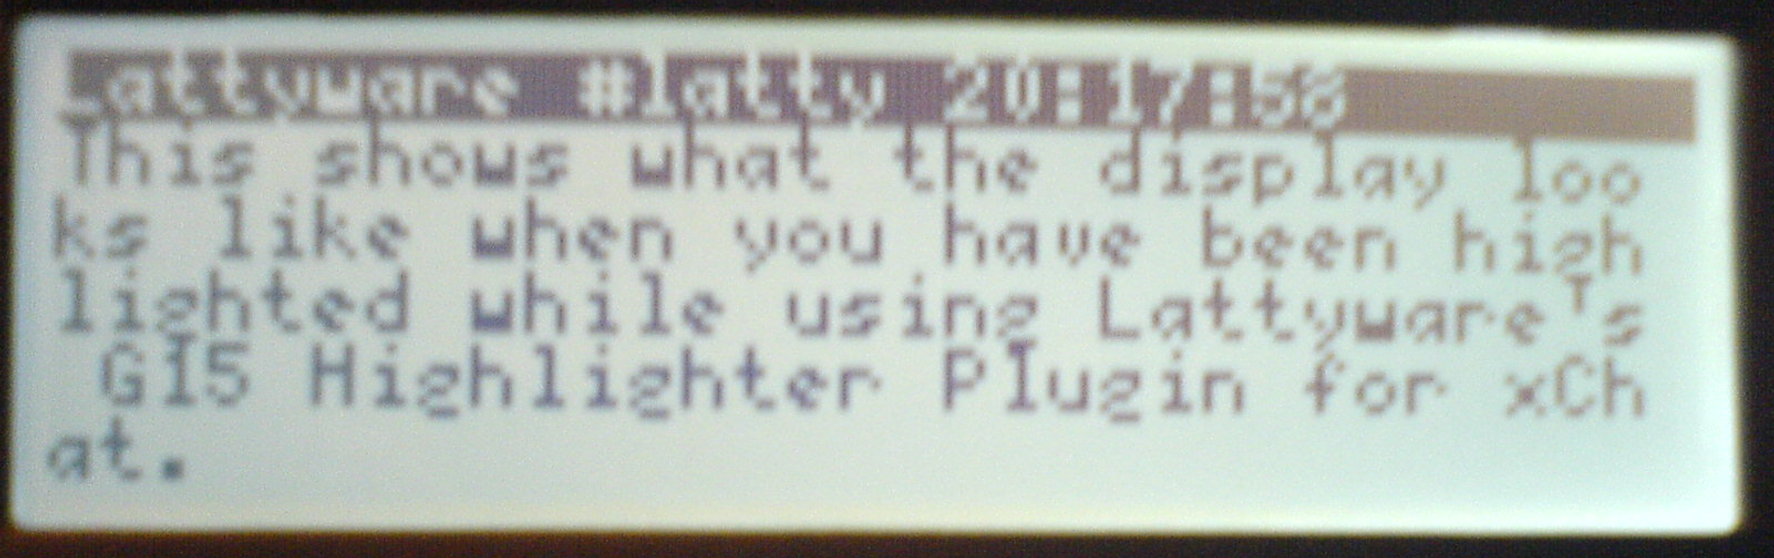 Lattyware #latty 20:17:58
This shows what the display loo
ks like when you have been high
lighted while using Lattyware's
G15 Highlighter Plugin for xCh
at.